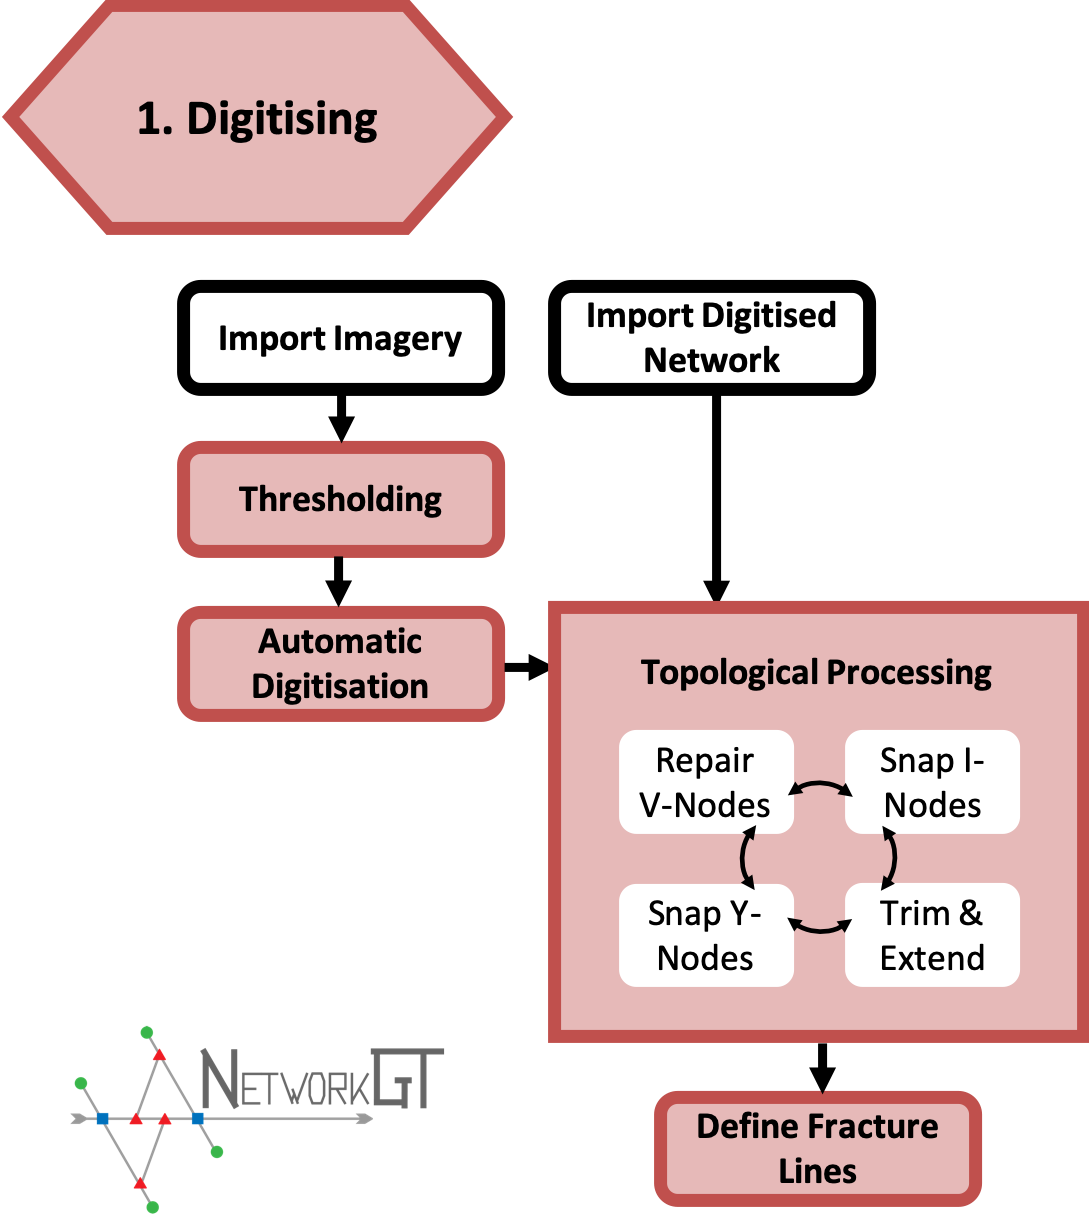 1. Digitising
Import Imagery
Import Digitised
Network
Thresholding
Automatic
Digitisation
Topological Processing
Repair
V-Nodes
Snap I-
Nodes
Snap Y-
Nodes
Trim &
Extend
Define Fracture
Lines
NETWORKGT